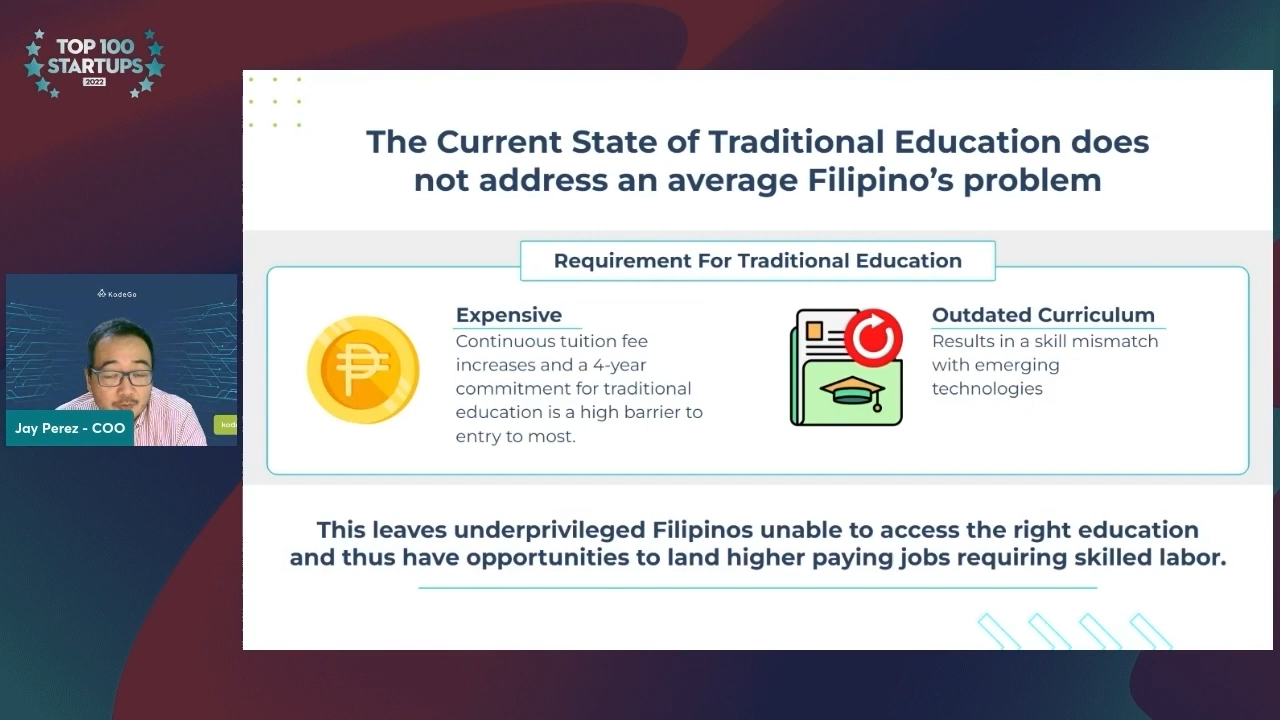 TOP 100
STARTUPS
2022
The Current State of Traditional Education does
not address an average Filipino's problem
Requirement For Traditional Education
Expensive
Continuous tuition fee
increases and a 4-year
commitment for traditional
education is a high barrier to
entry to most.
Outdated Curriculum
Results in a skill mismatch
with emerging
technologies
KodeGo
Jay Perez - COO
kod
This leaves underprivileged Filipinos unable to access the right education
and thus have opportunities to land higher paying jobs requiring skilled labor.